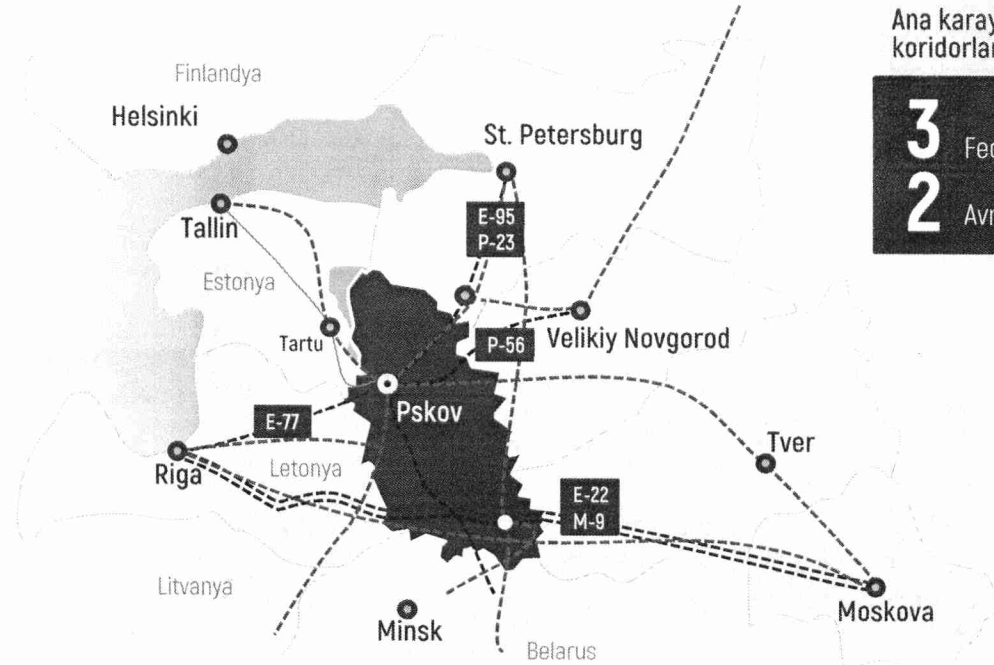 Ana karay
koridorlar
3 Fed
2 Avr
Finlandya
Helsinki
St. Petersburg
Tallin
E-95
P-23
Estonya
Tartu
P-56
Velikiy Novgorod
Pskov
E-77
Riga
Letonya
Tver
E-22
M-9
Litvanya
Minsk
Moskova
Belarus